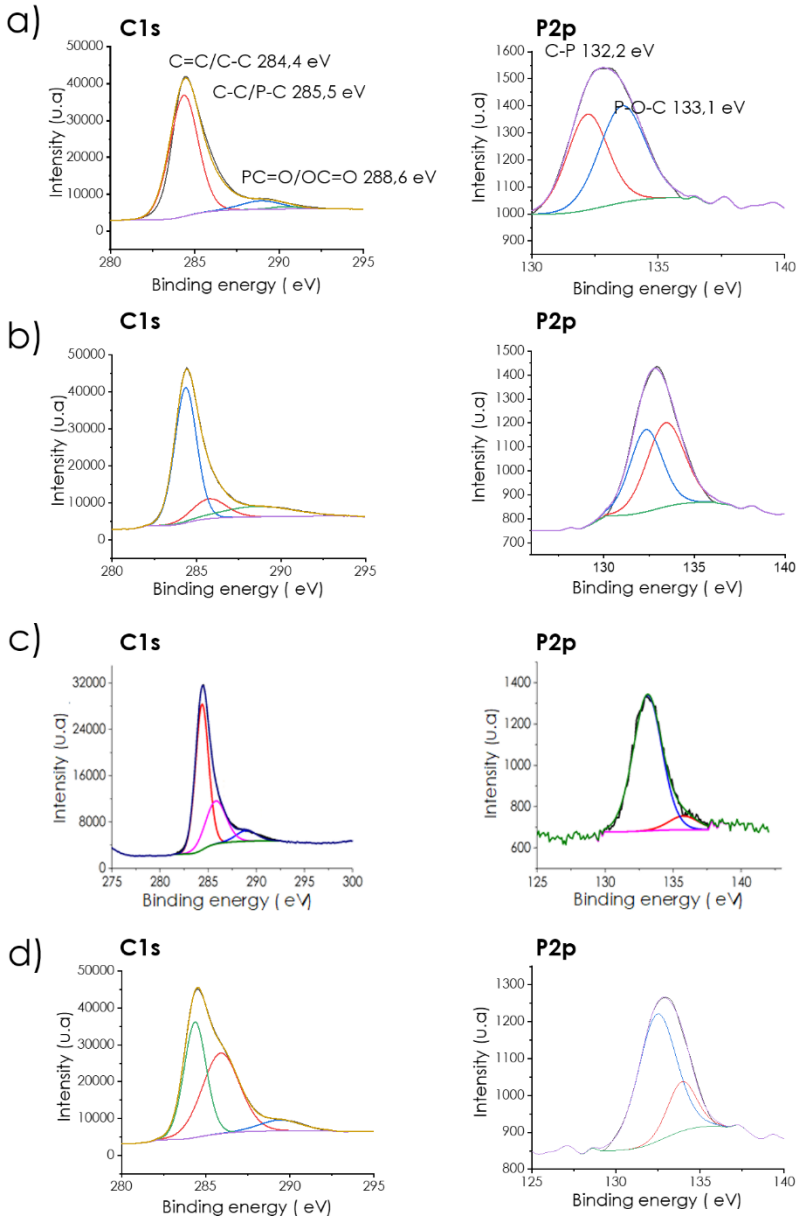 a)
C1s
C=C/C-C 284,4 eV
C-C/P-C 285,5 eV
PC=O/OC=O 288,6 eV
Intensity (u.a)
50000
40000
30000
20000
10000
0
280
285
290
295
Binding energy ( eV)
P2p
C-P 132,2 eV
P-O-C 133,1 eV
Intensity (u.a)
1600
1500
1400
1300
1200
1100
1000
900
130
135
140
Binding energy ( eV)
b)
C1s
Intensity (u.a)
50000
40000
30000
20000
10000
0
280
285
290
295
Binding energy ( eV)
P2p
Intensity (u.a)
1500
1400
1300
1200
1100
1000
900
800
700
130
135
140
Binding energy ( eV)
c)
C1s
Intensity (u.a)
32000
24000
16000
8000
0
275
280
285
290
295
300
Binding energy ( eV)
P2p
Intensity (u.a)
1400
1200
1000
800
600
125
130
135
140
Binding energy ( eV)
d)
C1s
Intensity (u.a)
50000
40000
30000
20000
10000
0
280
285
290
295
Binding energy ( eV)
P2p
Intensity (u.a)
1300
1200
1100
1000
900
800
125
130
135
140
Binding energy ( eV)